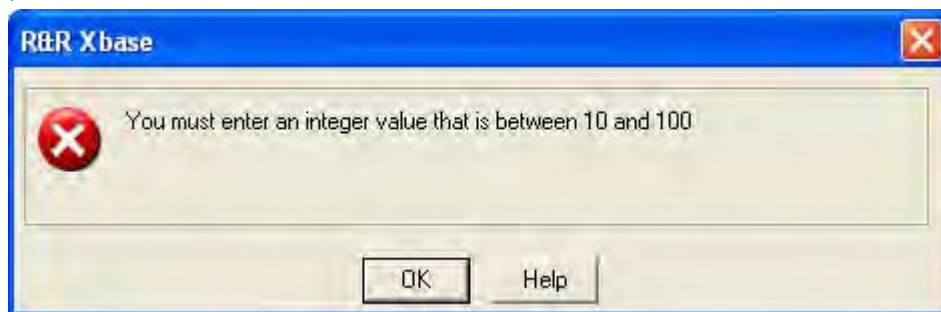 R&R Xbase
You must enter an integer value that is between 10 and 100
OK Help